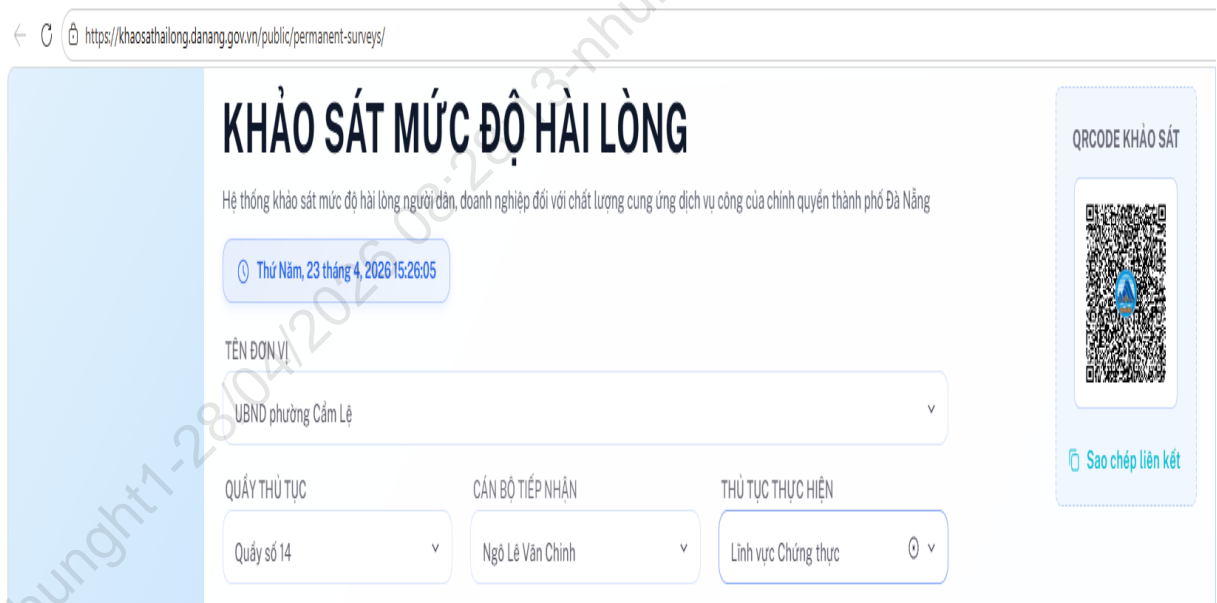 https://khaosathailong.danang.gov.vn/public/permanent-surveys/
KHẢO SÁT MỨC ĐỘ HÀI LÒNG
Hệ thống khảo sát mức độ hài lòng người dân, doanh nghiệp đối với chất lượng cung ứng dịch vụ công của chính quyền thành phố Đà Nẵng
Thứ Năm, 23 tháng 4, 2026 15:26:05
TÊN ĐƠN VỊ
UBND phường Cẩm Lệ
QUẦY THỦ TỤC
CÁN BỘ TIẾP NHẬN
THỦ TỤC THỰC HIỆN
Quầy số 14
Ngô Lê Văn Chinh
Lĩnh vực Chứng thực
QRCODE KHẢO SÁT
Sao chép liên kết